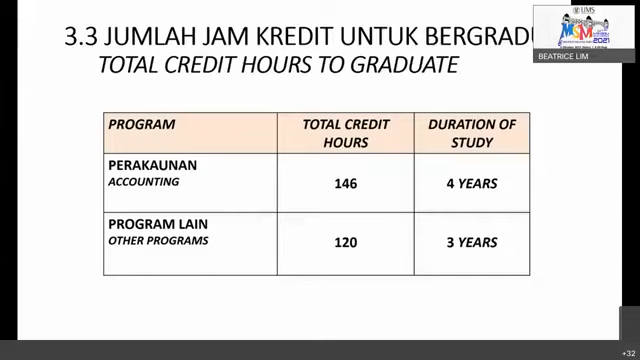 3.3 JUMLAH JAM KREDIT UNTUK BERGRADU
TOTAL CREDIT HOURS TO GRADUATE
UMS
MSM
2021
BEATRICE LIM
PROGRAM
TOTAL CREDIT
HOURS
DURATION OF
STUDY
PERAKAUNAN
ACCOUNTING
146
4 YEARS
PROGRAM LAIN
OTHER PROGRAMS
120
3 YEARS
+32